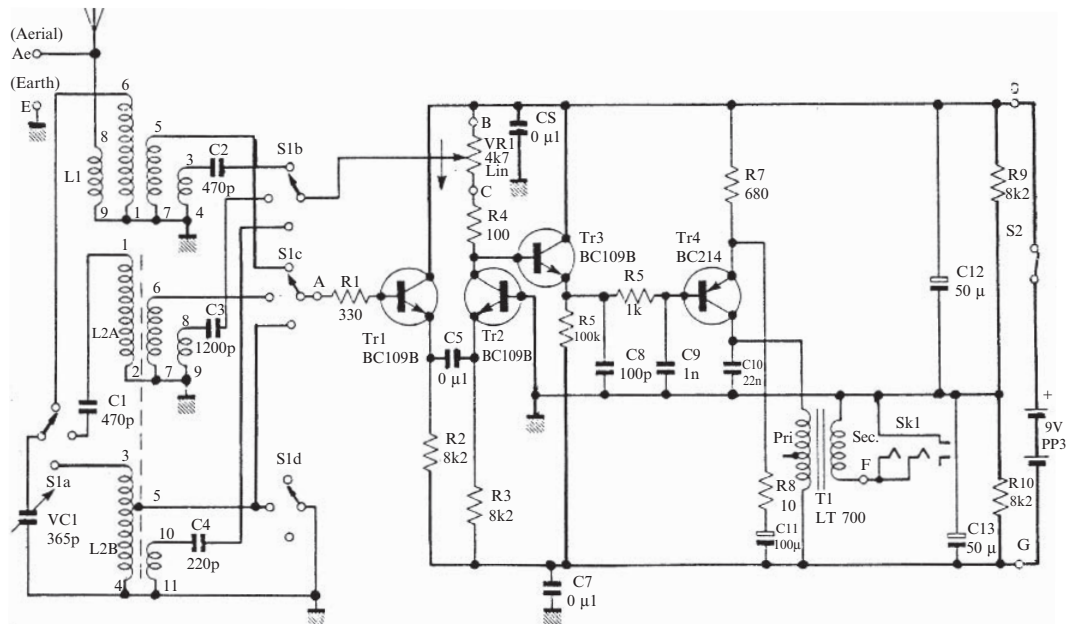 (Aerial)
Ae
(Earth)
E
6
5
8
3
C2
470p
S1b
L1
9
1
7
4
B
VR1
4k7
Lin
C
CS
0 µ1
R4
100
R7
680
R9
8k2
S2
Tr3
BC109B
Tr4
BC214
C12
50 µ
1
S1c
6
A
R1
330
R5
1k
L2A
8
C3
1200p
Tr1
BC109B
C5
0 µ1
Tr2
BC109B
R5
100k
C8
100p
C9
1n
C10
22n
2
7
9
C1
470p
S1a
3
5
S1d
R2
8k2
R3
8k2
Pri
Sec.
Sk1
F
+
9V
PP3
VC1
365p
L2B
10
C4
220p
R8
10
T1
LT 700
R10
8k2
C11
100µ
C13
50 µ
G
4
11
C7
0 µ1